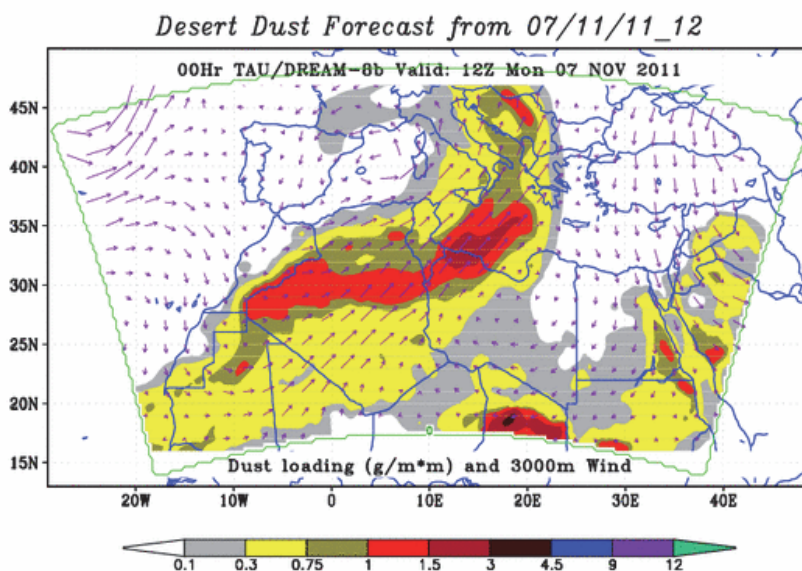 Desert Dust Forecast from 07/11/11_12
00Hr TAU/DREAM-8b Valid: 12Z Mon 07 NOV 2011
45N
40N
35N
30N
25N
20N
15N
0
Dust loading (g/m*m) and 3000m Wind
20W 10W 0 10E 20E 30E 40E
0.1 0.3 0.75 1 1.5 3 4.5 9 12